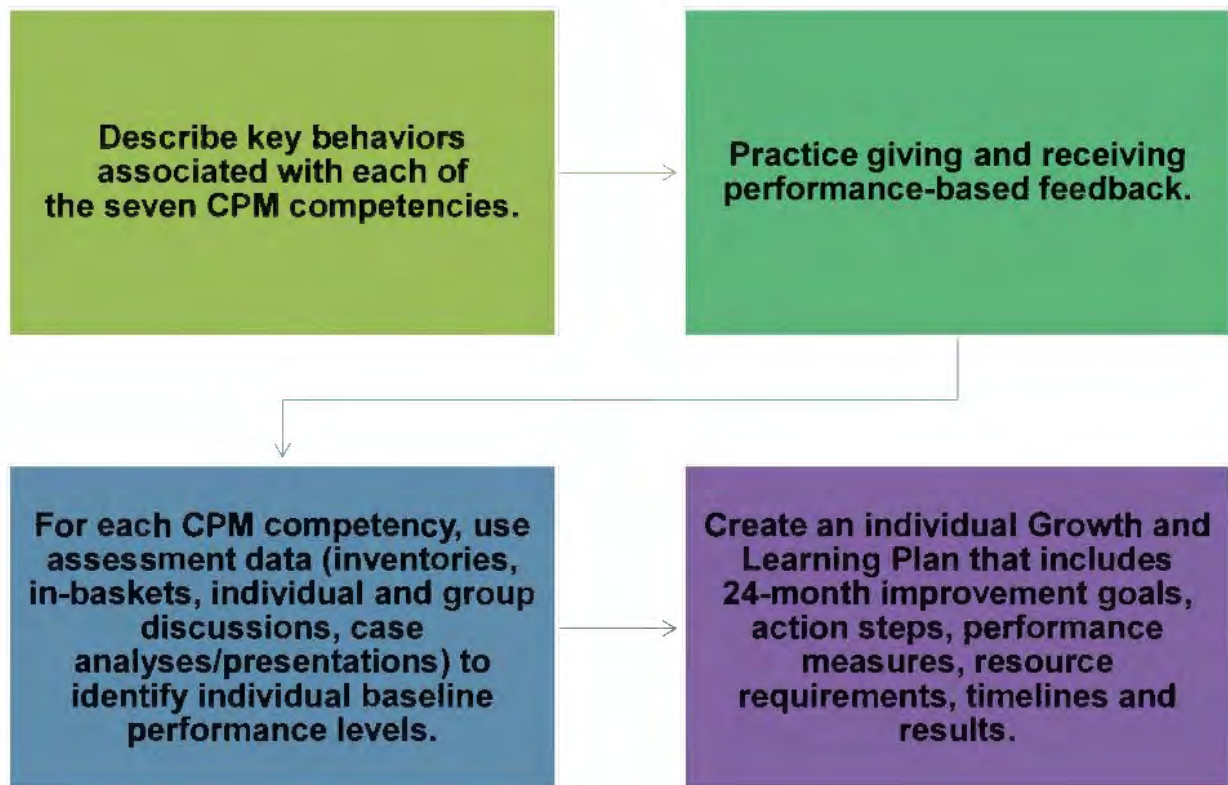 Describe key behaviors
associated with each of
the seven CPM competencies.
Practice giving and receiving
performance-based feedback.
For each CPM competency, use
assessment data (inventories,
in-baskets, individual and group
discussions, case
analyses/presentations) to
identify individual baseline
performance levels.
Create an individual Growth and
Learning Plan that includes
24-month improvement goals,
action steps, performance
measures, resource
requirements, timelines and
results.